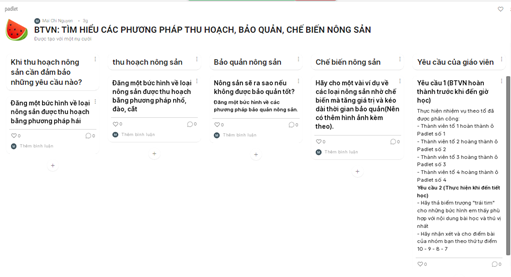 padlet
Ma Chi Nguyen • 3g
BTVN: TÌM HIỂU CÁC PHƯƠNG PHÁP THU HOẠCH, BẢO QUẢN, CHẾ BIẾN NÔNG SẢN
Được tạo với một nụ cười
Khi thu hoạch nông
sản cần đảm bảo
những yêu cầu nào?
Đăng một bức hình về loại
nông sản được thu hoạch
bằng phương pháp hái
0
0
Thêm bình luận
thu hoạch nông sản
Đăng một bức hình về loại
nông sản được thu hoạch
bằng phương pháp nhổ,
đào, cắt
0
0
Thêm bình luận
Bảo quản nông sản
Nông sản sẽ ra sao nếu
không được bảo quản tốt?
Đăng một bức hình về các
phương pháp bảo quản nông sản.
0
0
Thêm bình luận
Chế biến nông sản
Hãy cho một vài ví dụ về
các loại nông sản nhờ chế
biến mà tăng giá trị và kéo
dài thời gian bảo quản(Nên
có thêm hình ảnh kèm
theo).
0
0
Thêm bình luận
Yêu cầu của giáo viên
Yêu cầu 1 (BTVN hoàn
thành trước khi đến giờ
học)
Thực hiện nhiệm vụ theo tổ đã
được phân công:
- Thành viên tổ 1 hoàn thành ô
Padlet số 1
- Thành viên tổ 2 hoàng thành ô
Padlet số 2
- Thành viên tổ 3 hoàng thành ô
Padlet số 3
- Thành viên tổ 4 hoàng thành ô
Padlet số 4
Yêu cầu 2 (Thực hiện khi đến tiết
học)
- Hãy thả biểm trượng "trái tim"
cho những bức hình em thấy phù
hợp với nội dung bài học và thú vị
nhất
- Hãy nhận xét và cho điểm bài
của nhóm bạn theo thứ tự điểm
10 - 9 - 8 - 7
0
0